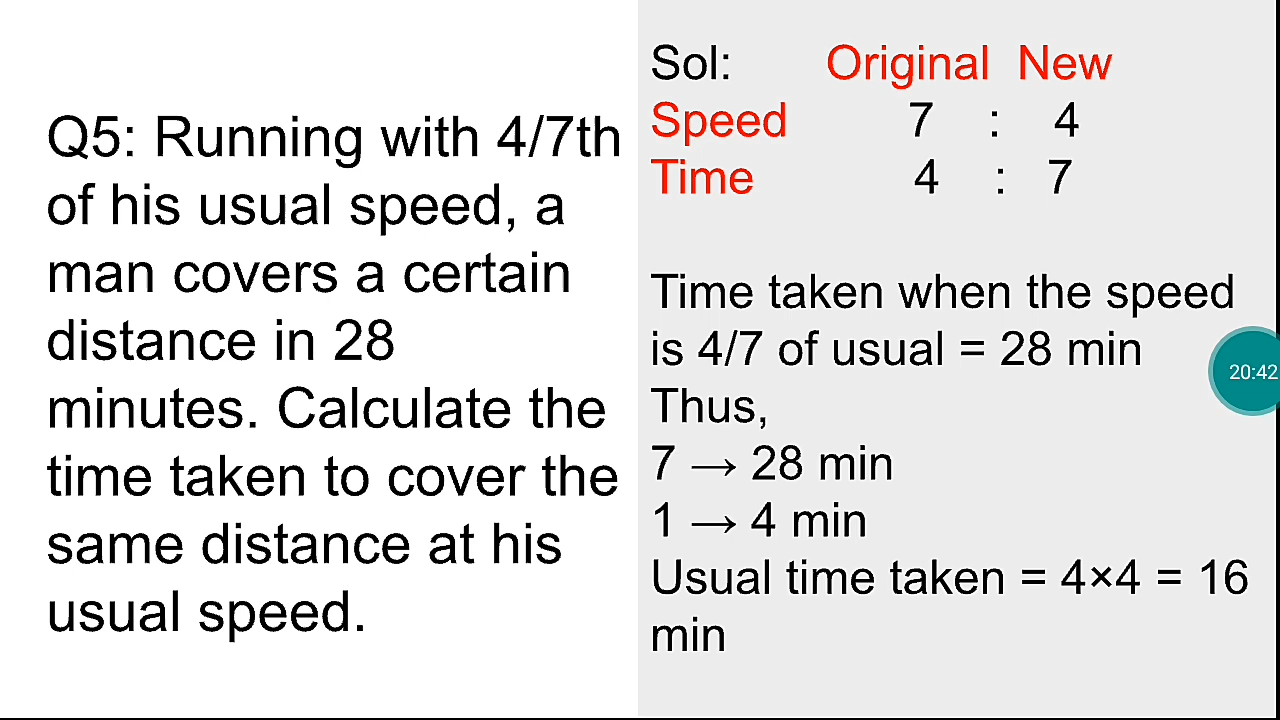 Q5: Running with 4/7th
of his usual speed, a
man covers a certain
distance in 28
minutes. Calculate the
time taken to cover the
same distance at his
usual speed.
Sol: Original New
Speed 7 : 4
Time 4 : 7
Time taken when the speed
is 4/7 of usual = 28 min
Thus,
7 → 28 min
1 → 4 min
Usual time taken = 4×4 = 16
min
20:42